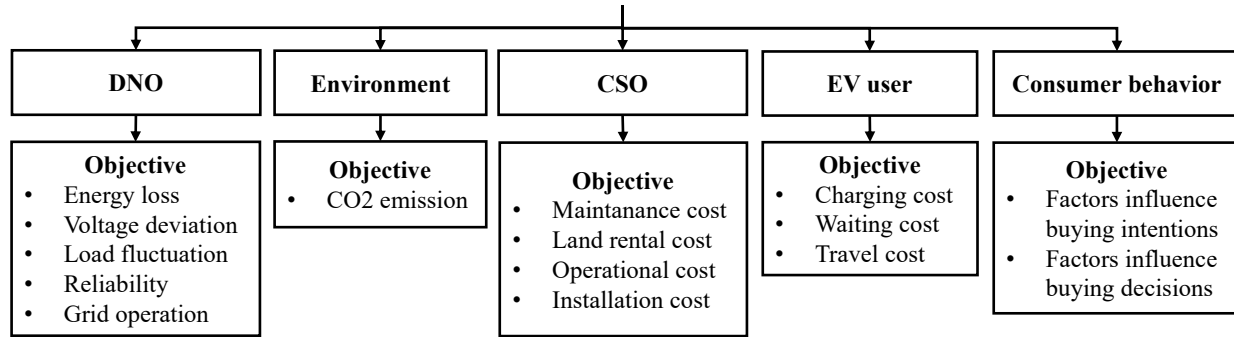 DNO
Environment
CSO
EV user
Consumer behavior
Objective
• Energy loss
• Voltage deviation
• Load fluctuation
• Reliability
• Grid operation
Objective
• CO2 emission
Objective
• Maintanance cost
• Land rental cost
• Operational cost
• Installation cost
Objective
• Charging cost
• Waiting cost
• Travel cost
Objective
• Factors influence
buying intentions
• Factors influence
buying decisions